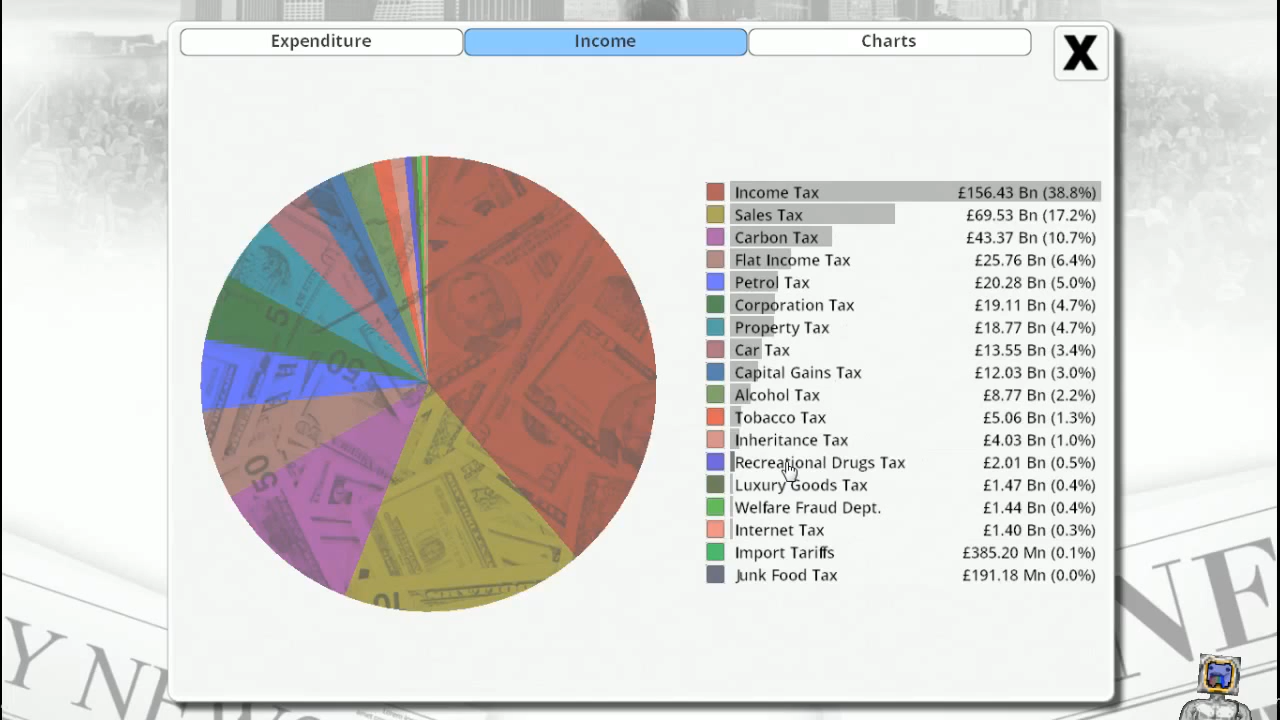 Expenditure
Income
Charts
X
Income Tax £156.43 Bn (38.8%)
Sales Tax £69.53 Bn (17.2%)
Carbon Tax £43.37 Bn (10.7%)
Flat Income Tax £25.76 Bn (6.4%)
Petrol Tax £20.28 Bn (5.0%)
Corporation Tax £19.11 Bn (4.7%)
Property Tax £18.77 Bn (4.7%)
Car Tax £13.55 Bn (3.4%)
Capital Gains Tax £12.03 Bn (3.0%)
Alcohol Tax £8.77 Bn (2.2%)
Tobacco Tax £5.06 Bn (1.3%)
Inheritance Tax £4.03 Bn (1.0%)
Recreational Drugs Tax £2.01 Bn (0.5%)
Luxury Goods Tax £1.47 Bn (0.4%)
Welfare Fraud Dept. £1.44 Bn (0.4%)
Internet Tax £1.40 Bn (0.3%)
Import Tariffs £385.20 Mn (0.1%)
Junk Food Tax £191.18 Mn (0.0%)
50
50
5
10
Y NEWS
NE